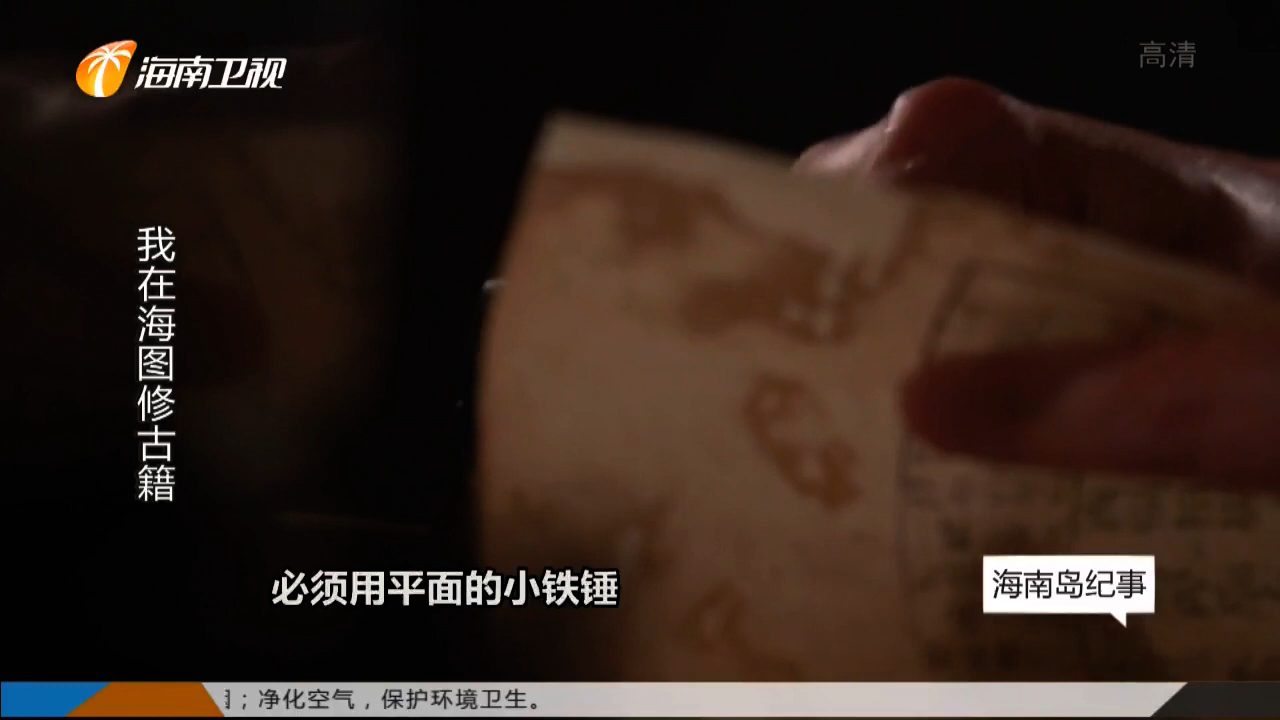 海南卫视
高清
我在海图修古籍
必须用平面的小铁锤
海南岛纪事
；净化空气，保护环境卫生。